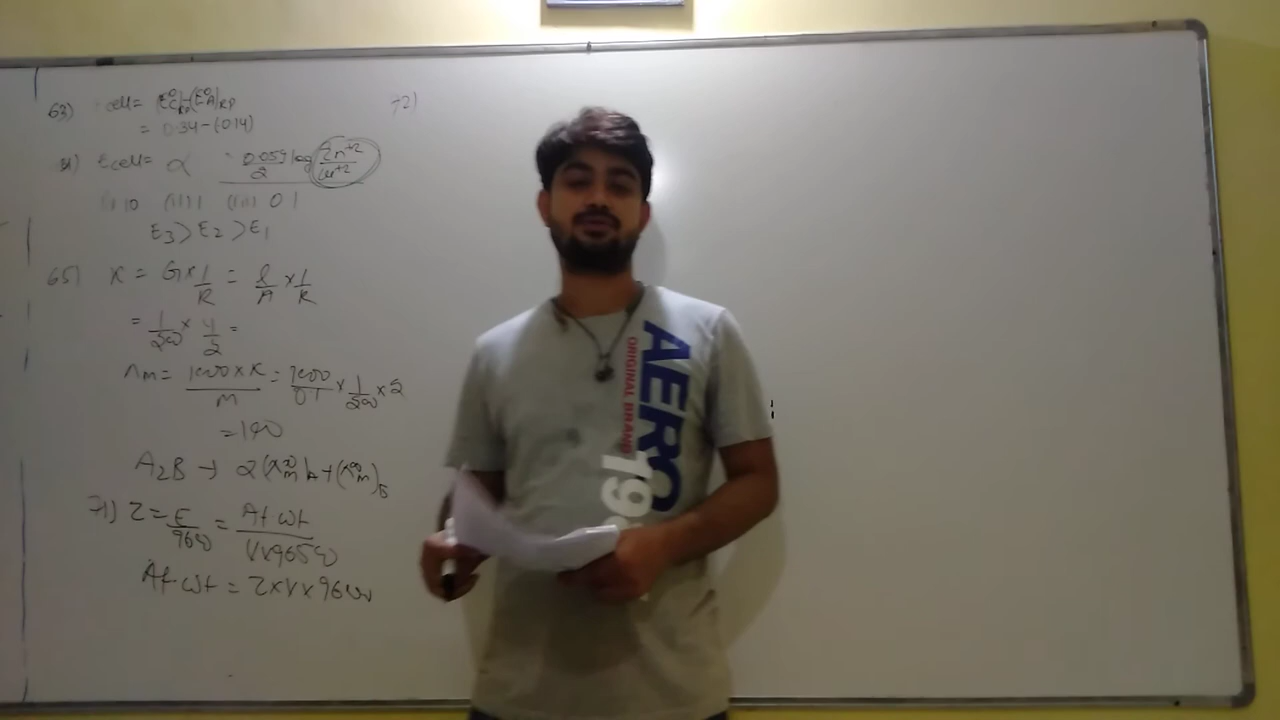 63) cell = (E°C)RP - (E°A)RP
= 0.34 - (-0.14)
Ecell = α - 0.059/2 log Zn+2/Cu+2
E3 > E2 > E1
65) K = G × 1/R = l/A × 1/R
= 1/200 × 4/2 =
Λm = 1000 × K / M = 1000/0.1 × 1/200 × 2
= 100
A2B → 2(λ∞m)A + (λ∞m)B
71) Z = E/96500 = At wt / V×96500
At wt = Z×V×96500
72)
AERO
ORIGINAL BRAND
19